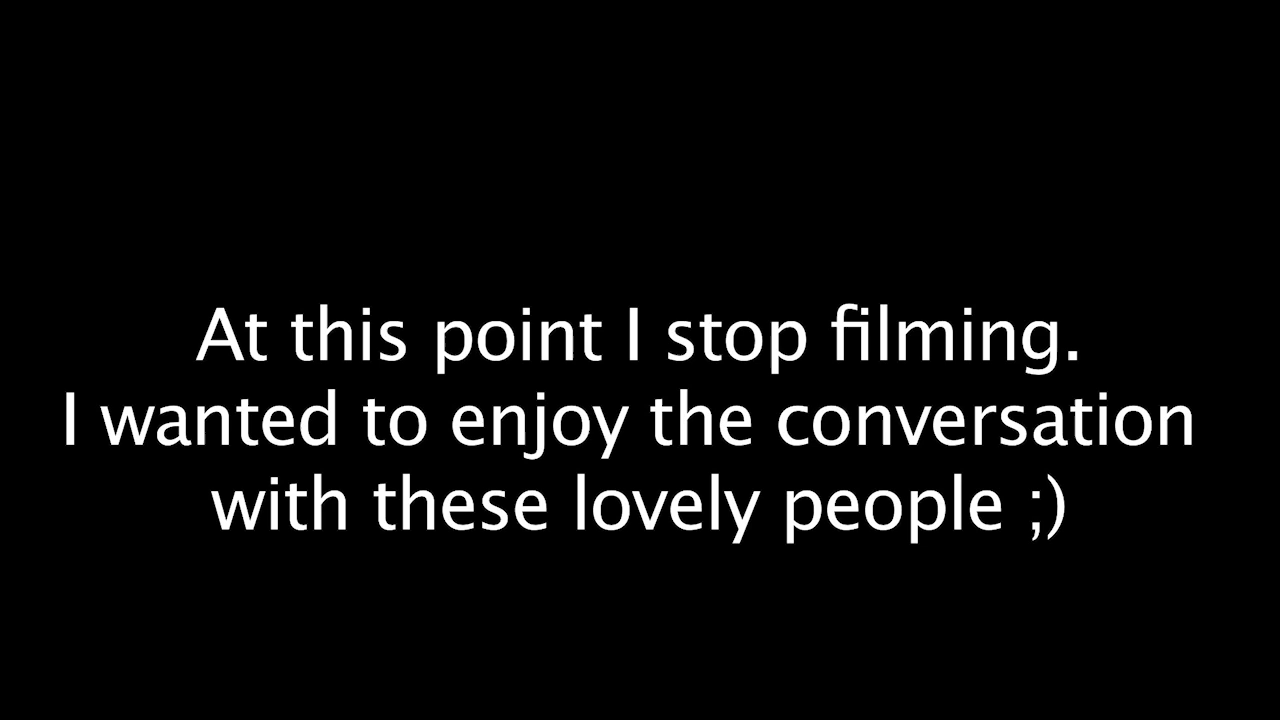 At this point I stop filming.
I wanted to enjoy the conversation
with these lovely people ;)